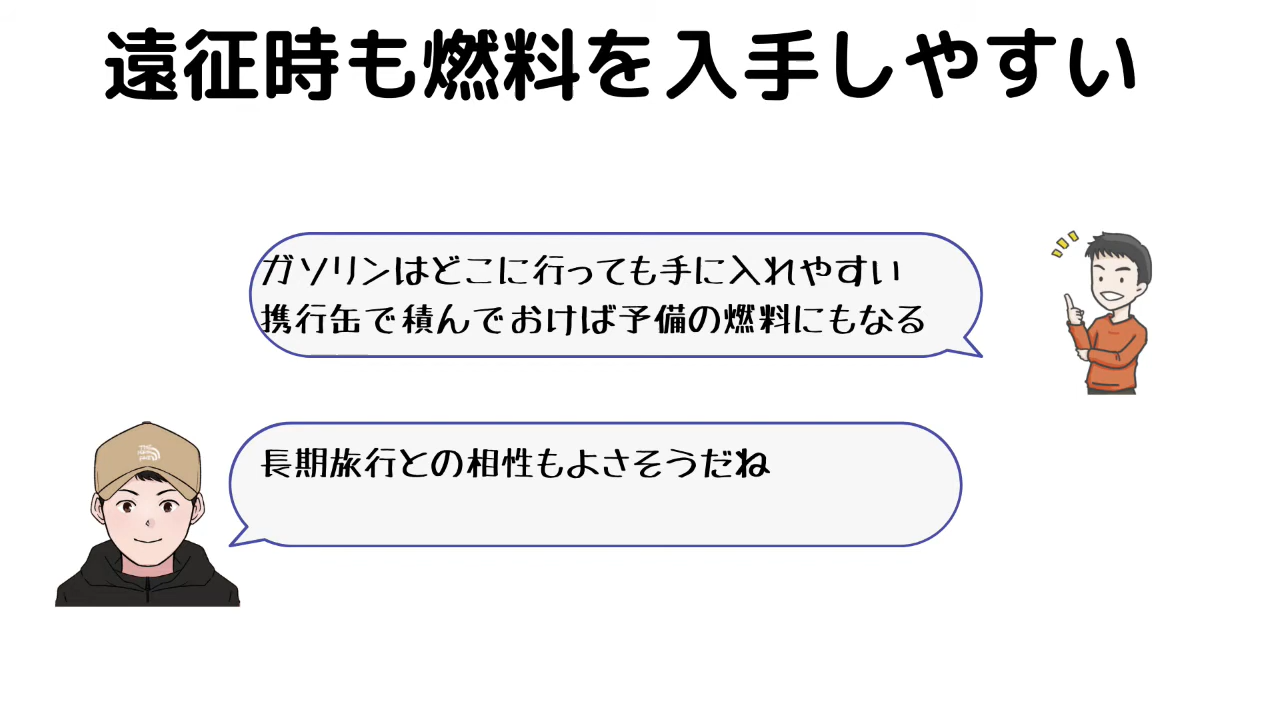 遠征時も燃料を入手しやすい
ガソリンはどこに行っても手に入れやすい
携行缶で積んでおけば予備の燃料にもなる
長期旅行との相性もよさそうだね